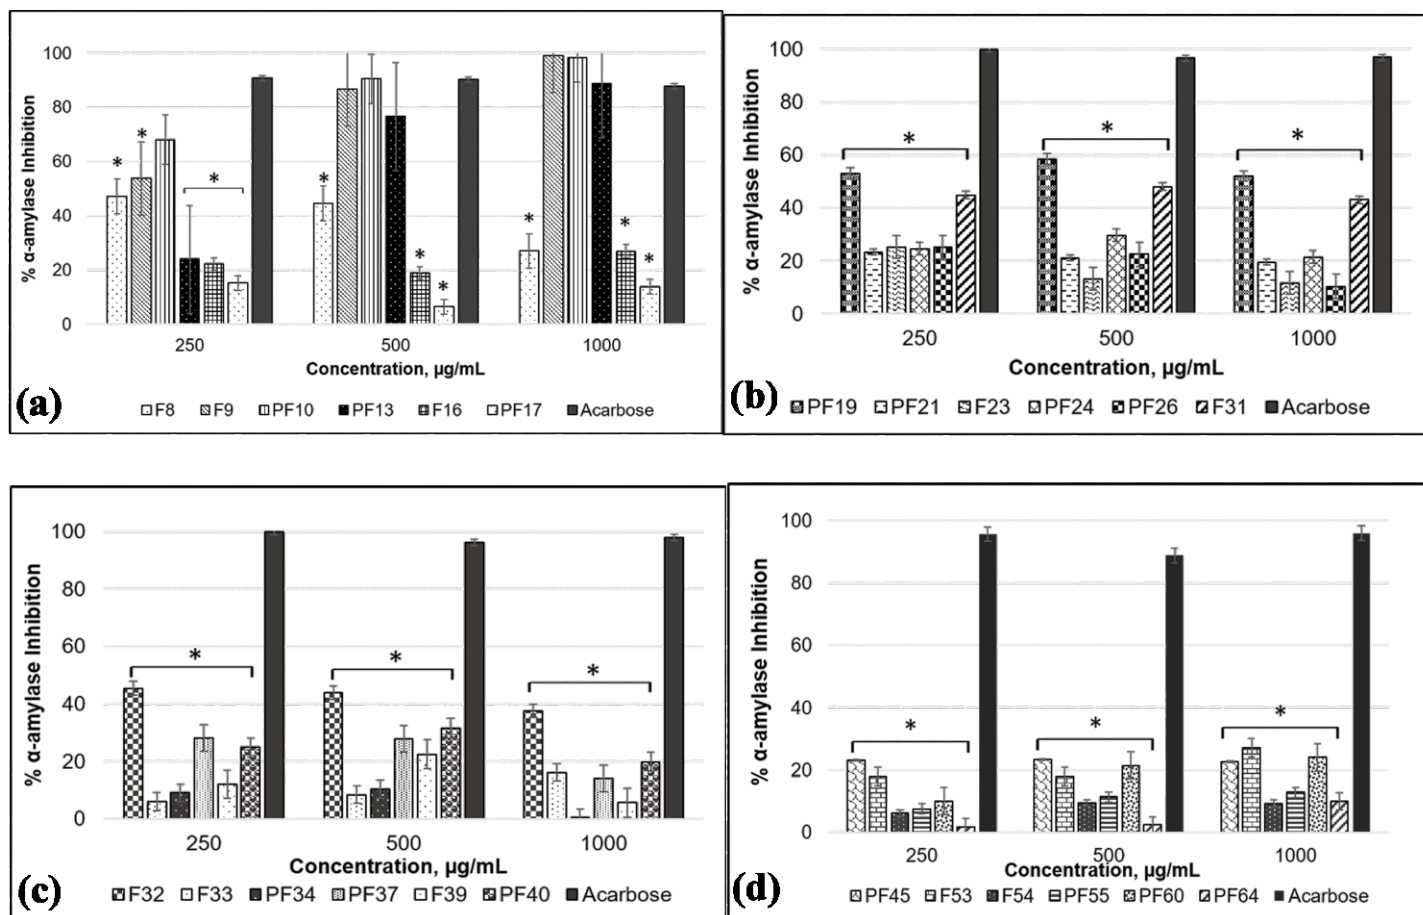 100
80
60
40
20
0
% α-amylase Inhibition
* * * * * * * * *
250 500 1000
Concentration, µg/mL
(a)
F8 F9 PF10 PF13 F16 PF17 Acarbose
100
80
60
40
20
0
% α-amylase Inhibition
* * *
250 500 1000
Concentration, µg/mL
(b)
PF19 PF21 F23 PF24 PF26 F31 Acarbose
100
80
60
40
20
0
% α-amylase Inhibition
* * *
250 500 1000
Concentration, µg/mL
(c)
F32 F33 PF34 PF37 F39 PF40 Acarbose
100
80
60
40
20
0
% α-amylase Inhibition
* * *
250 500 1000
Concentration, µg/mL
(d)
PF45 F53 F54 PF55 PF60 PF64 Acarbose